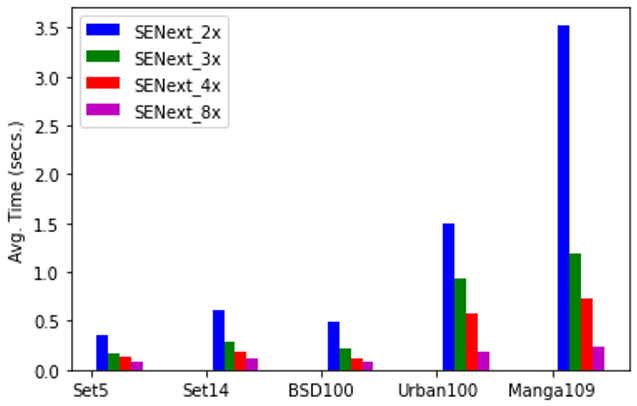 SENext_2x
SENext_3x
SENext_4x
SENext_8x
Avg. Time (secs.)
3.5
3.0
2.5
2.0
1.5
1.0
0.5
0.0
Set5 Set14 BSD100 Urban100 Manga109